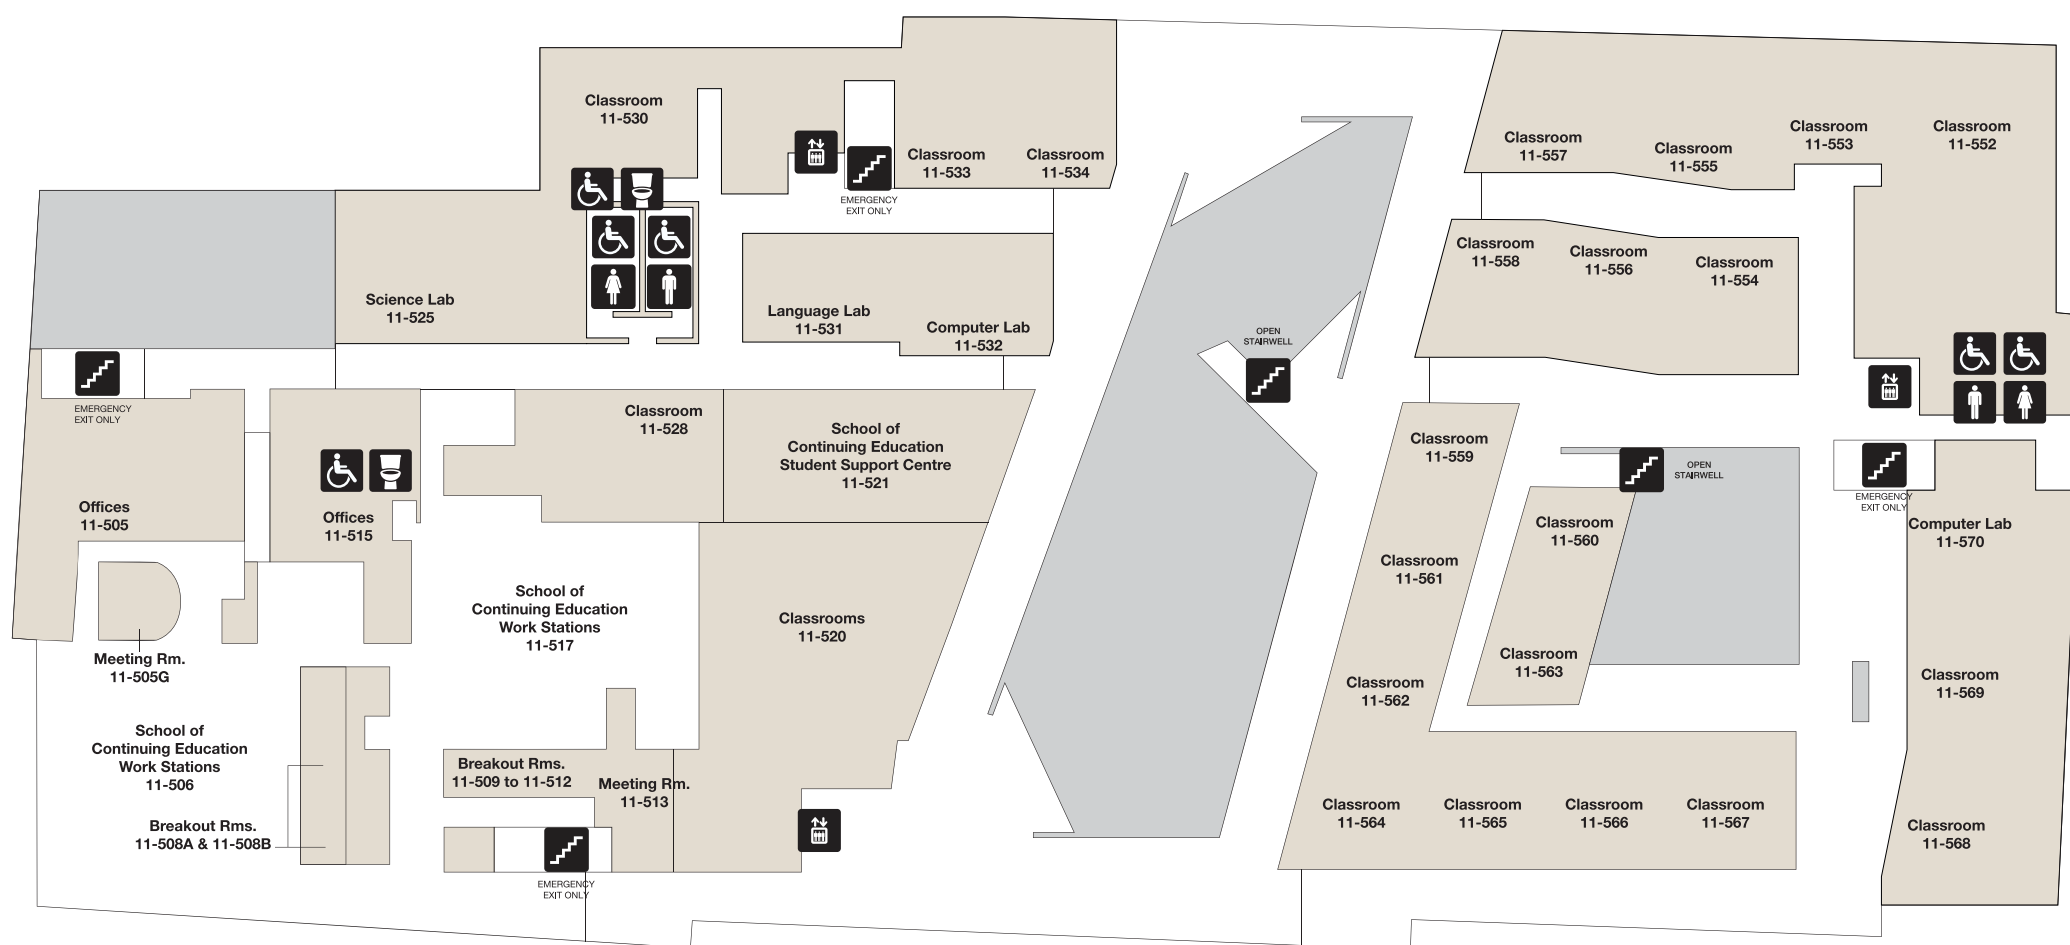 Classroom
11-530
Classroom
11-533
Classroom
11-534
EMERGENCY
EXIT ONLY
Science Lab
11-525
Language Lab
11-531
Computer Lab
11-532
EMERGENCY
EXIT ONLY
Classroom
11-528
School of
Continuing Education
Student Support Centre
11-521
Offices
11-505
Offices
11-515
School of
Continuing Education
Work Stations
11-517
Classrooms
11-520
Meeting Rm.
11-505G
School of
Continuing Education
Work Stations
11-506
Breakout Rms.
11-508A & 11-508B
Breakout Rms.
11-509 to 11-512
Meeting Rm.
11-513
EMERGENCY
EXIT ONLY
OPEN
STAIRWELL
Classroom
11-557
Classroom
11-555
Classroom
11-553
Classroom
11-552
Classroom
11-558
Classroom
11-556
Classroom
11-554
Classroom
11-559
OPEN
STAIRWELL
EMERGENCY
EXIT ONLY
Classroom
11-560
Computer Lab
11-570
Classroom
11-561
Classroom
11-563
Classroom
11-562
Classroom
11-569
Classroom
11-564
Classroom
11-565
Classroom
11-566
Classroom
11-567
Classroom
11-568